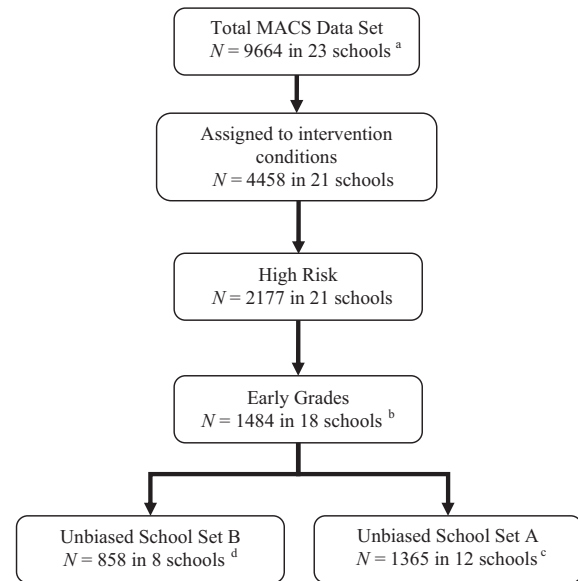 Total MACS Data Set
N = 9664 in 23 schools a
Assigned to intervention
conditions
N = 4458 in 21 schools
High Risk
N = 2177 in 21 schools
Early Grades
N = 1484 in 18 schools b
Unbiased School Set B
N = 858 in 8 schools d
Unbiased School Set A
N = 1365 in 12 schools c